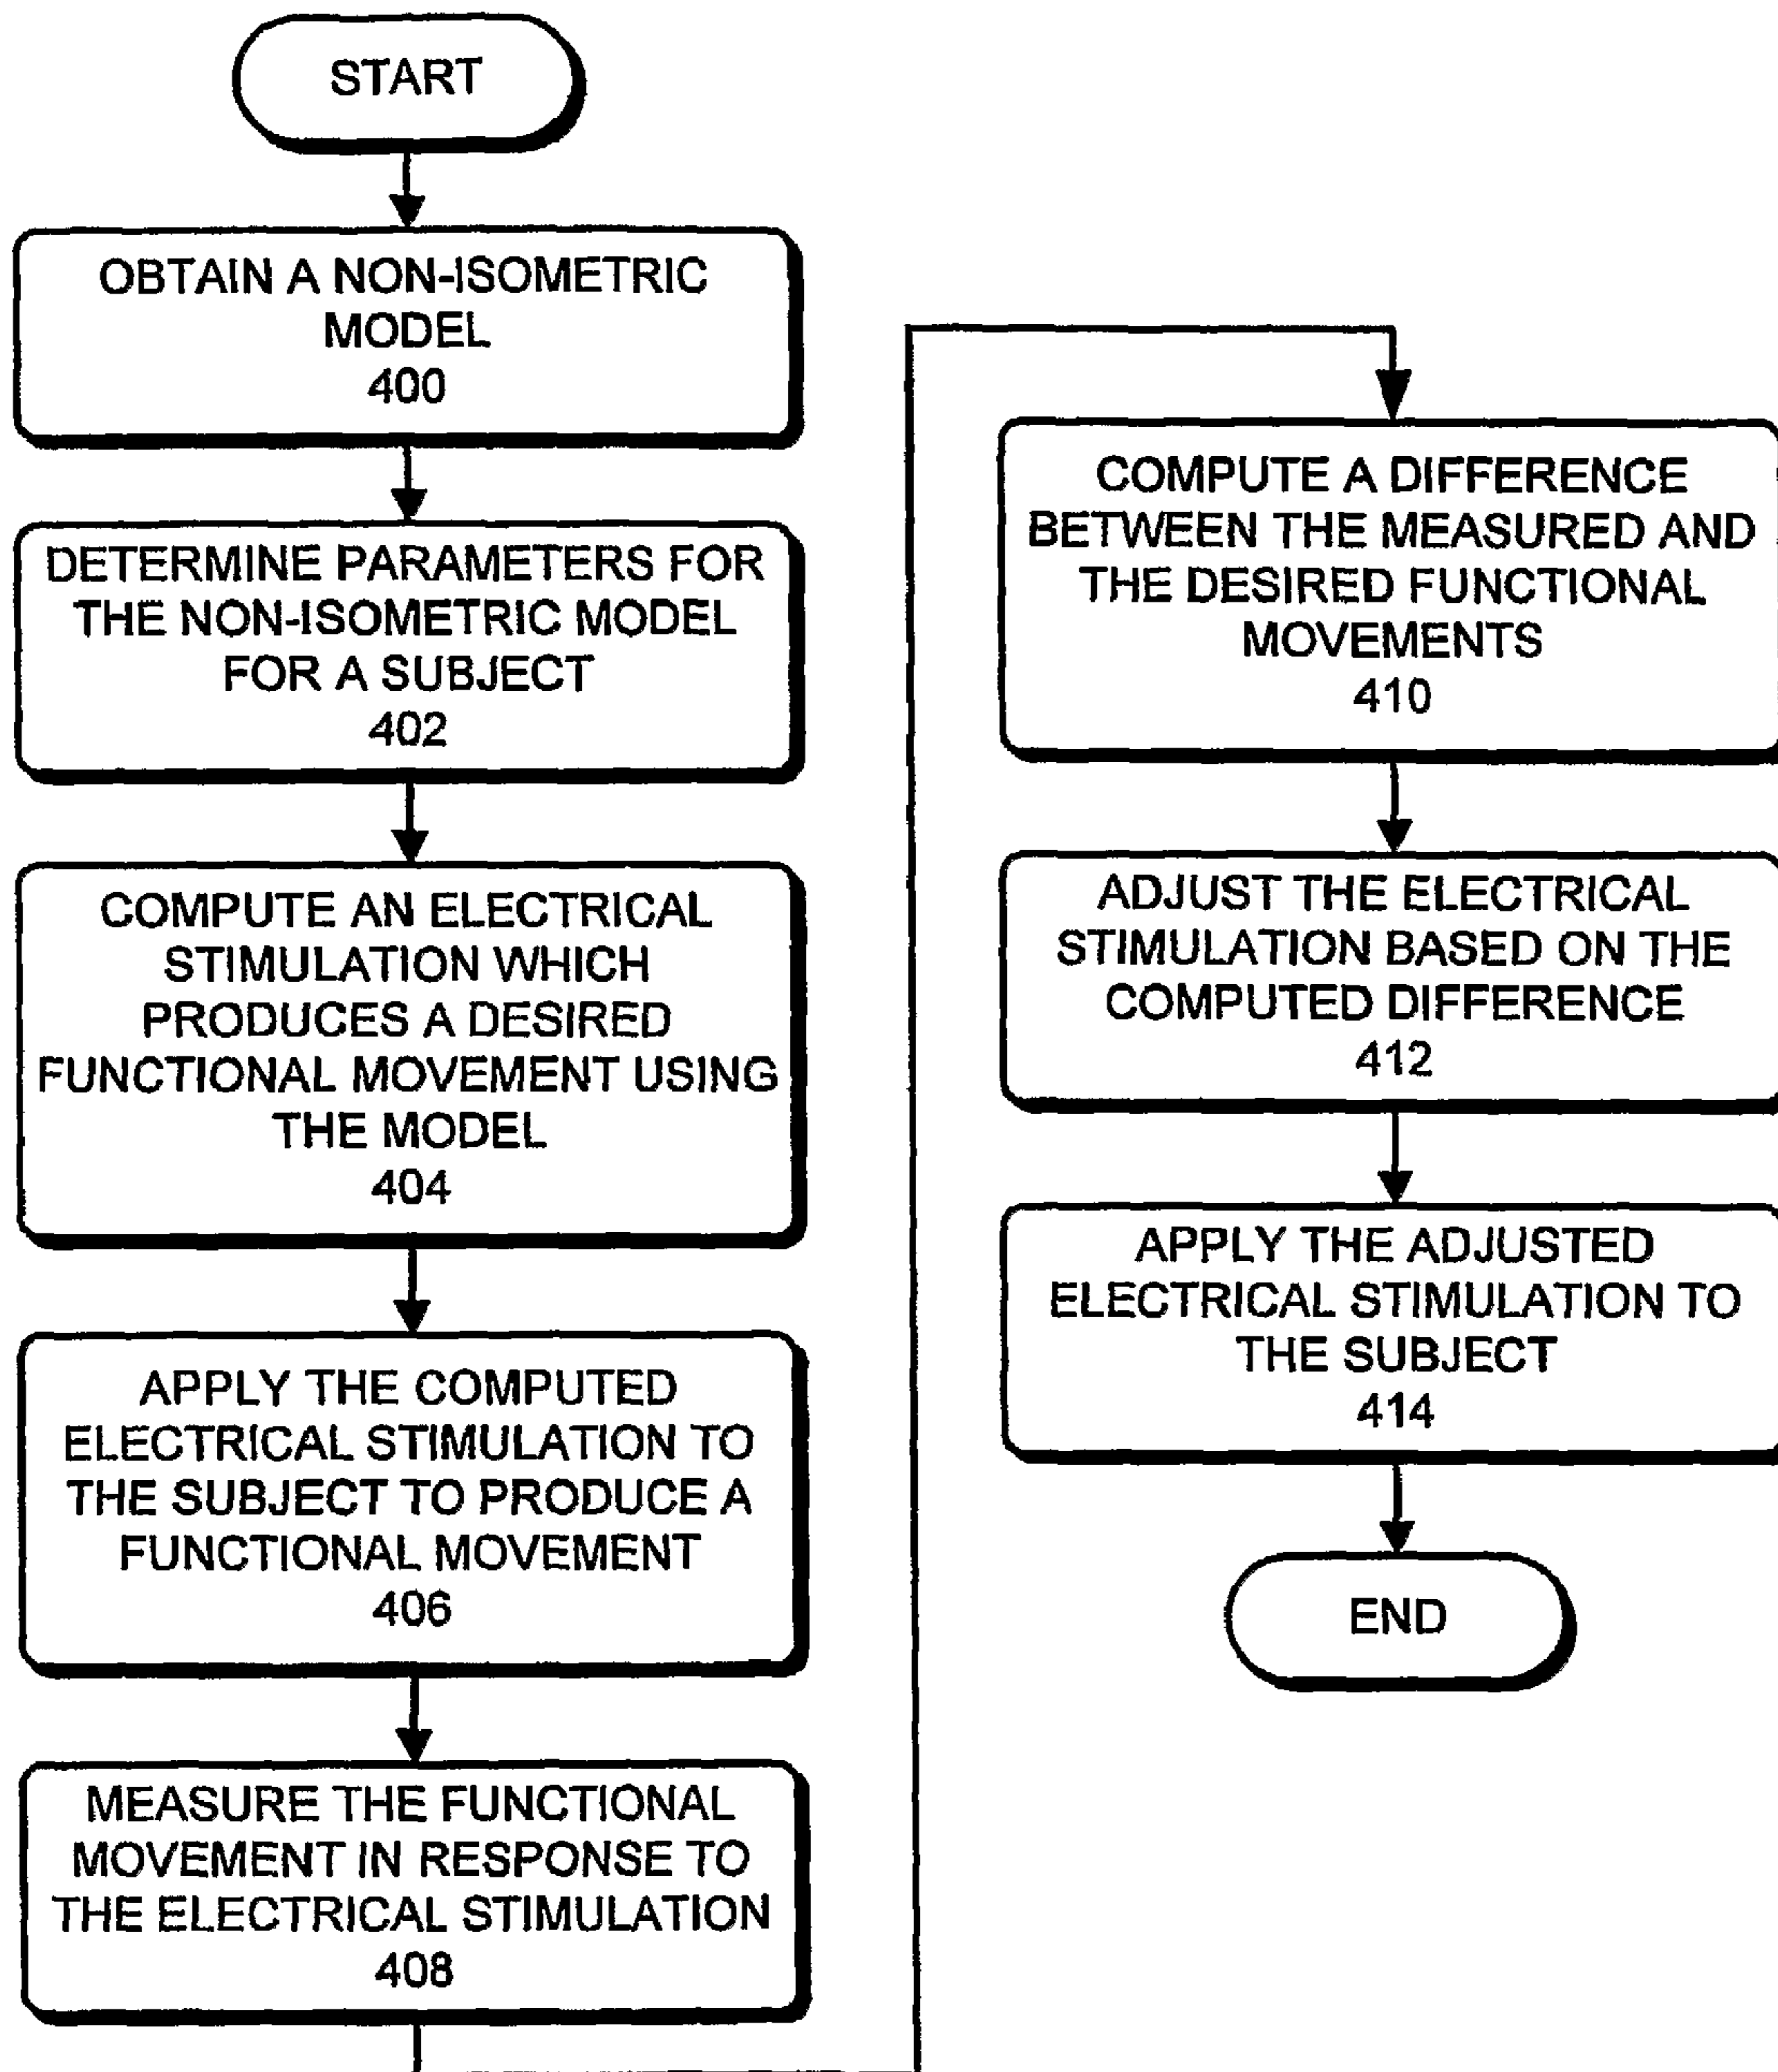 START
OBTAIN A NON-ISOMETRIC
MODEL
400
DETERMINE PARAMETERS FOR
THE NON-ISOMETRIC MODEL
FOR A SUBJECT
402
COMPUTE AN ELECTRICAL
STIMULATION WHICH
PRODUCES A DESIRED
FUNCTIONAL MOVEMENT USING
THE MODEL
404
APPLY THE COMPUTED
ELECTRICAL STIMULATION TO
THE SUBJECT TO PRODUCE A
FUNCTIONAL MOVEMENT
406
MEASURE THE FUNCTIONAL
MOVEMENT IN RESPONSE TO
THE ELECTRICAL STIMULATION
408
COMPUTE A DIFFERENCE
BETWEEN THE MEASURED AND
THE DESIRED FUNCTIONAL
MOVEMENTS
410
ADJUST THE ELECTRICAL
STIMULATION BASED ON THE
COMPUTED DIFFERENCE
412
APPLY THE ADJUSTED
ELECTRICAL STIMULATION TO
THE SUBJECT
414
END